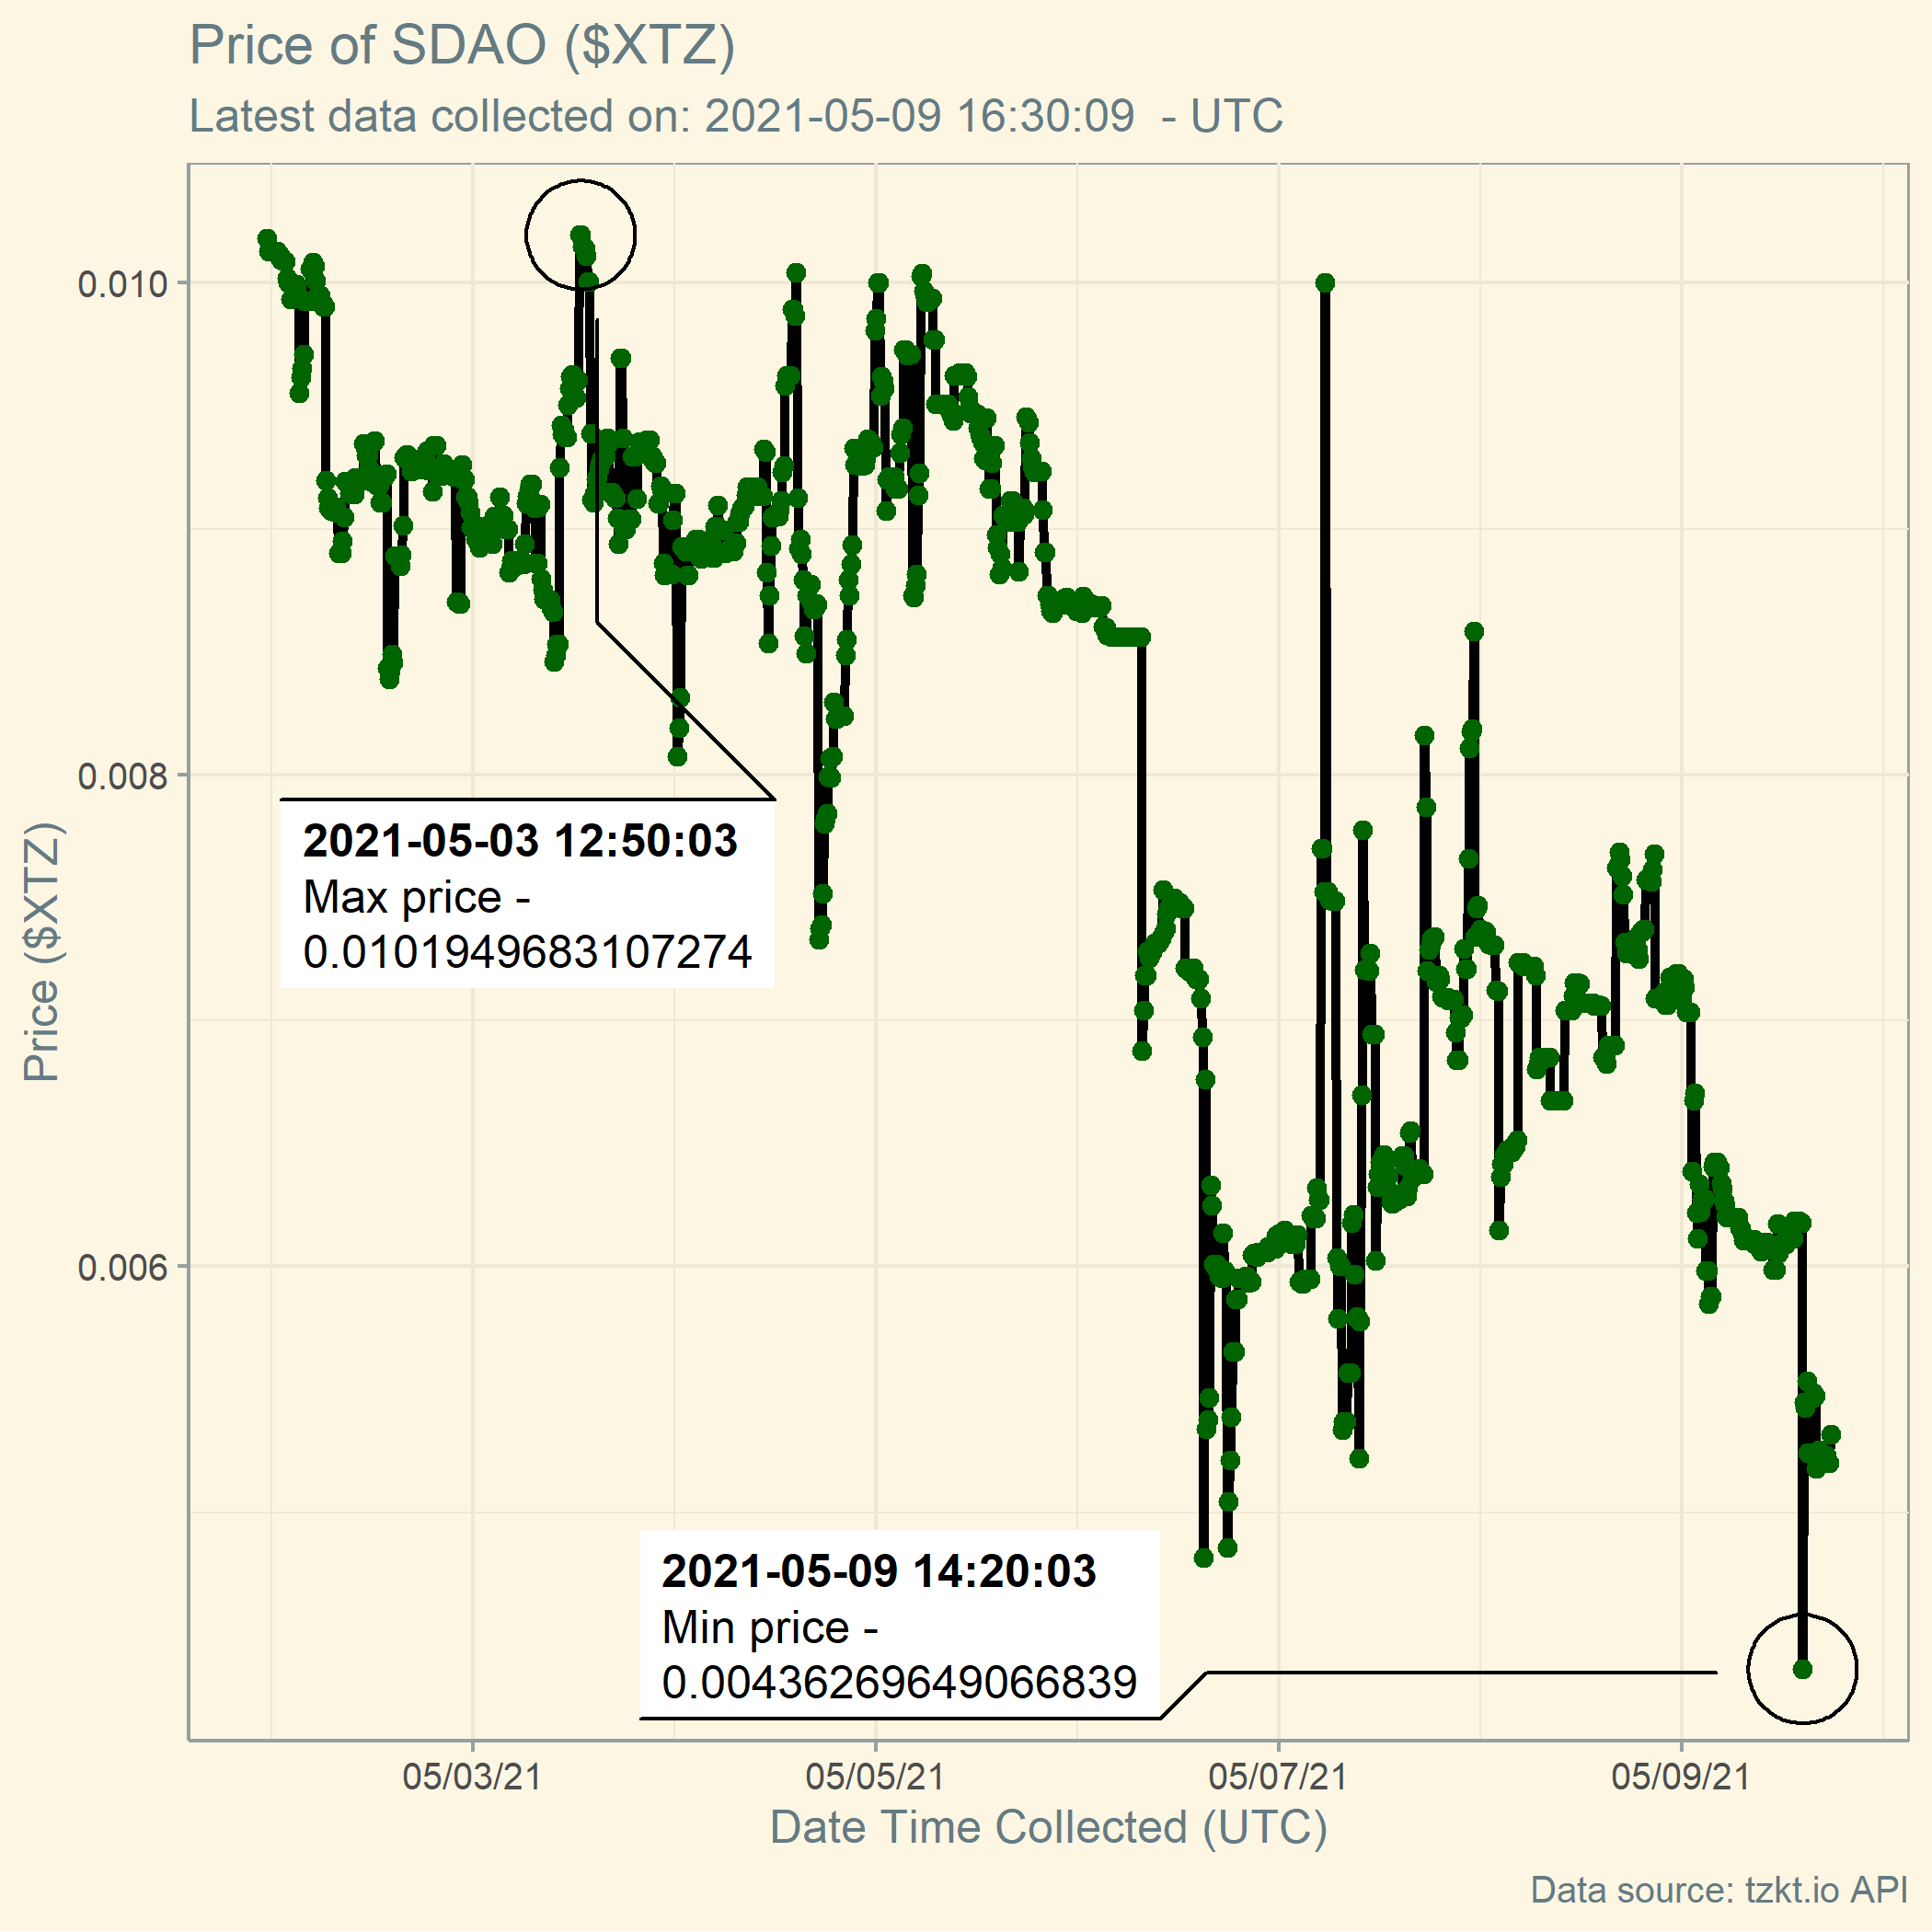 Price of SDAO ($XTZ)
Latest data collected on: 2021-05-09 16:30:09  - UTC
Price ($XTZ)
0.010
0.008
0.006
2021-05-03 12:50:03
Max price -
0.0101949683107274
2021-05-09 14:20:03
Min price -
0.00436269649066839
05/03/21
05/05/21
05/07/21
05/09/21
Date Time Collected (UTC)
Data source: tzkt.io API